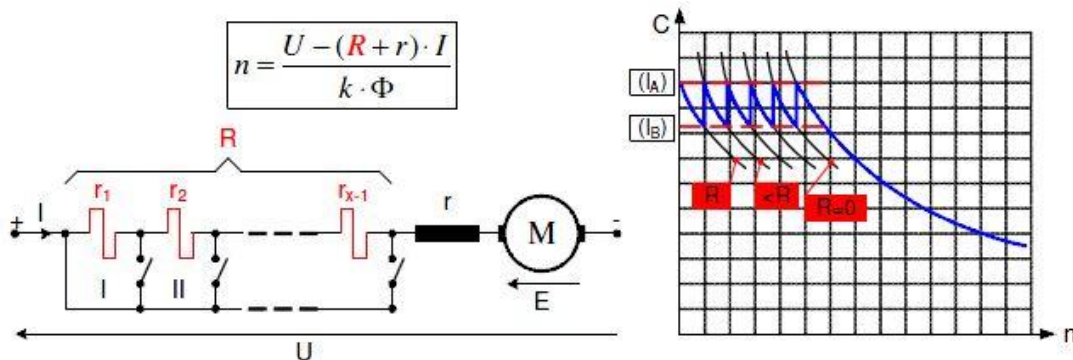 n = U − (R + r) · I / k · Φ
R
r1 r2 rx-1
+ I r M -
I II E
U
C
(IA)
(IB)
R <R R=0
n